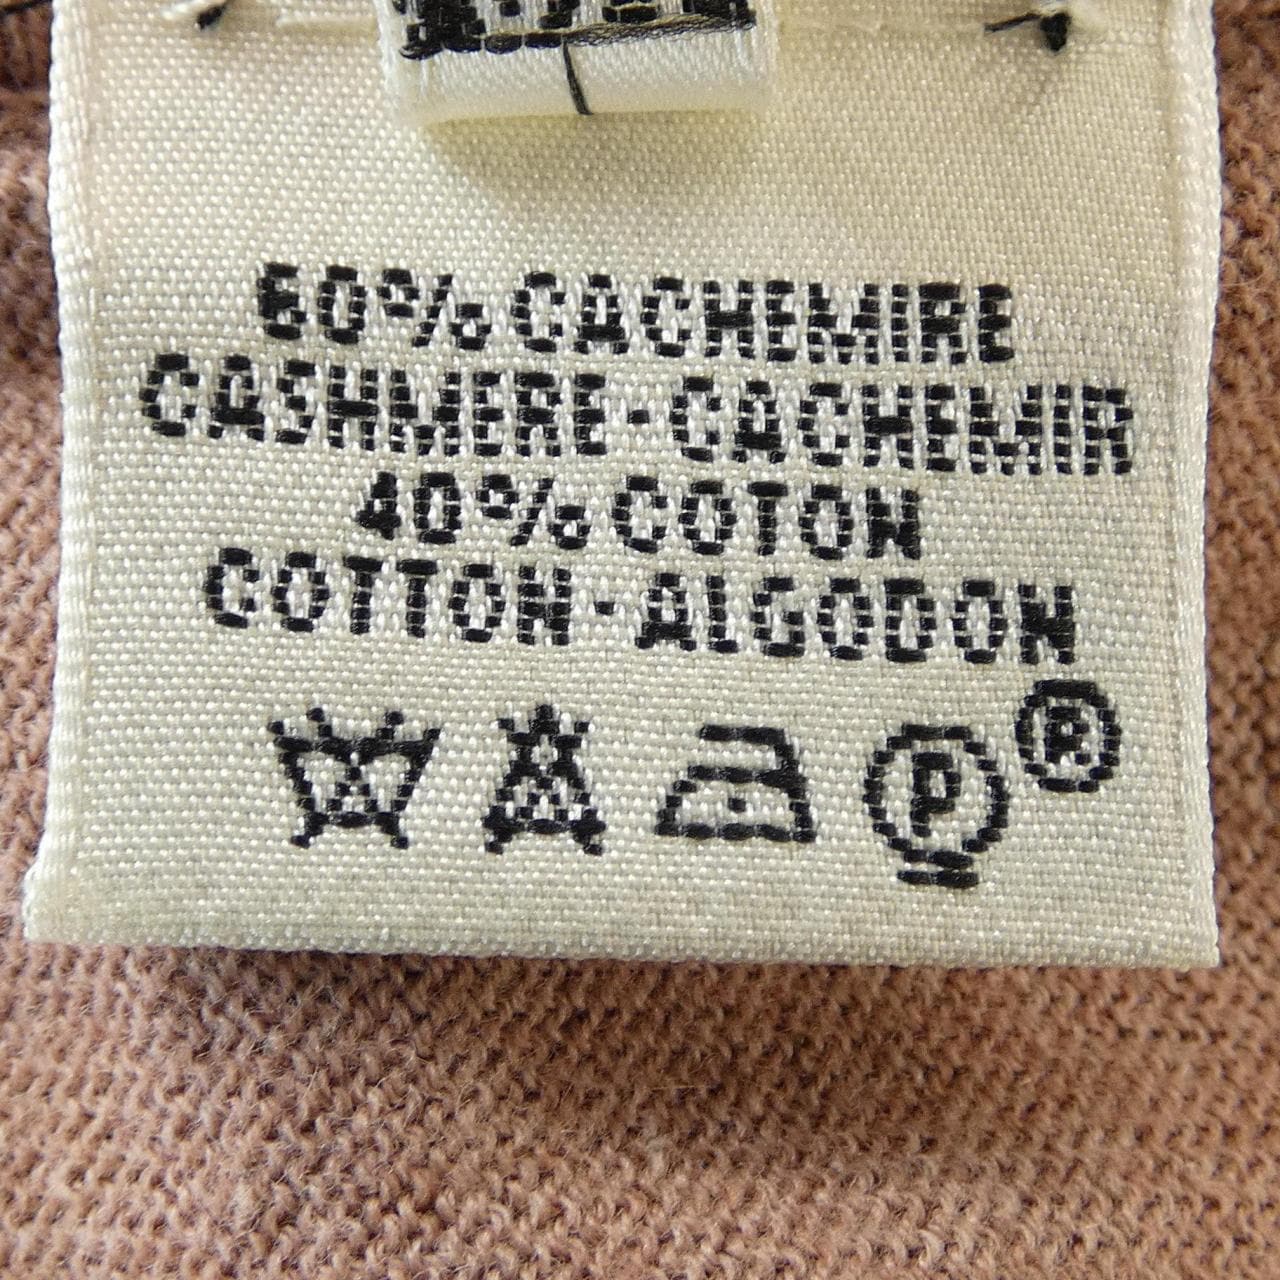 60% CACHEMIRE
CASHMERE-CACHEMIR
40% COTON
COTTON-ALGODON
P ®